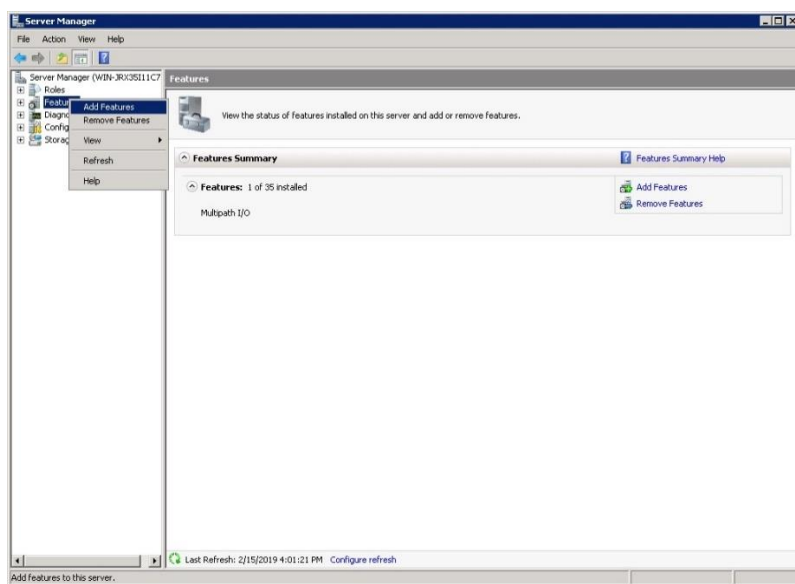 Server Manager
File Action View Help
Server Manager (WIN-JRX35I11C7
Roles
Featur
Diagno
Config
Storag
Add Features
Remove Features
View
Refresh
Help
Features
View the status of features installed on this server and add or remove features.
Features Summary
Features Summary Help
Features: 1 of 35 installed
Add Features
Remove Features
Multipath I/O
Last Refresh: 2/15/2019 4:01:21 PM Configure refresh
Add features to this server.